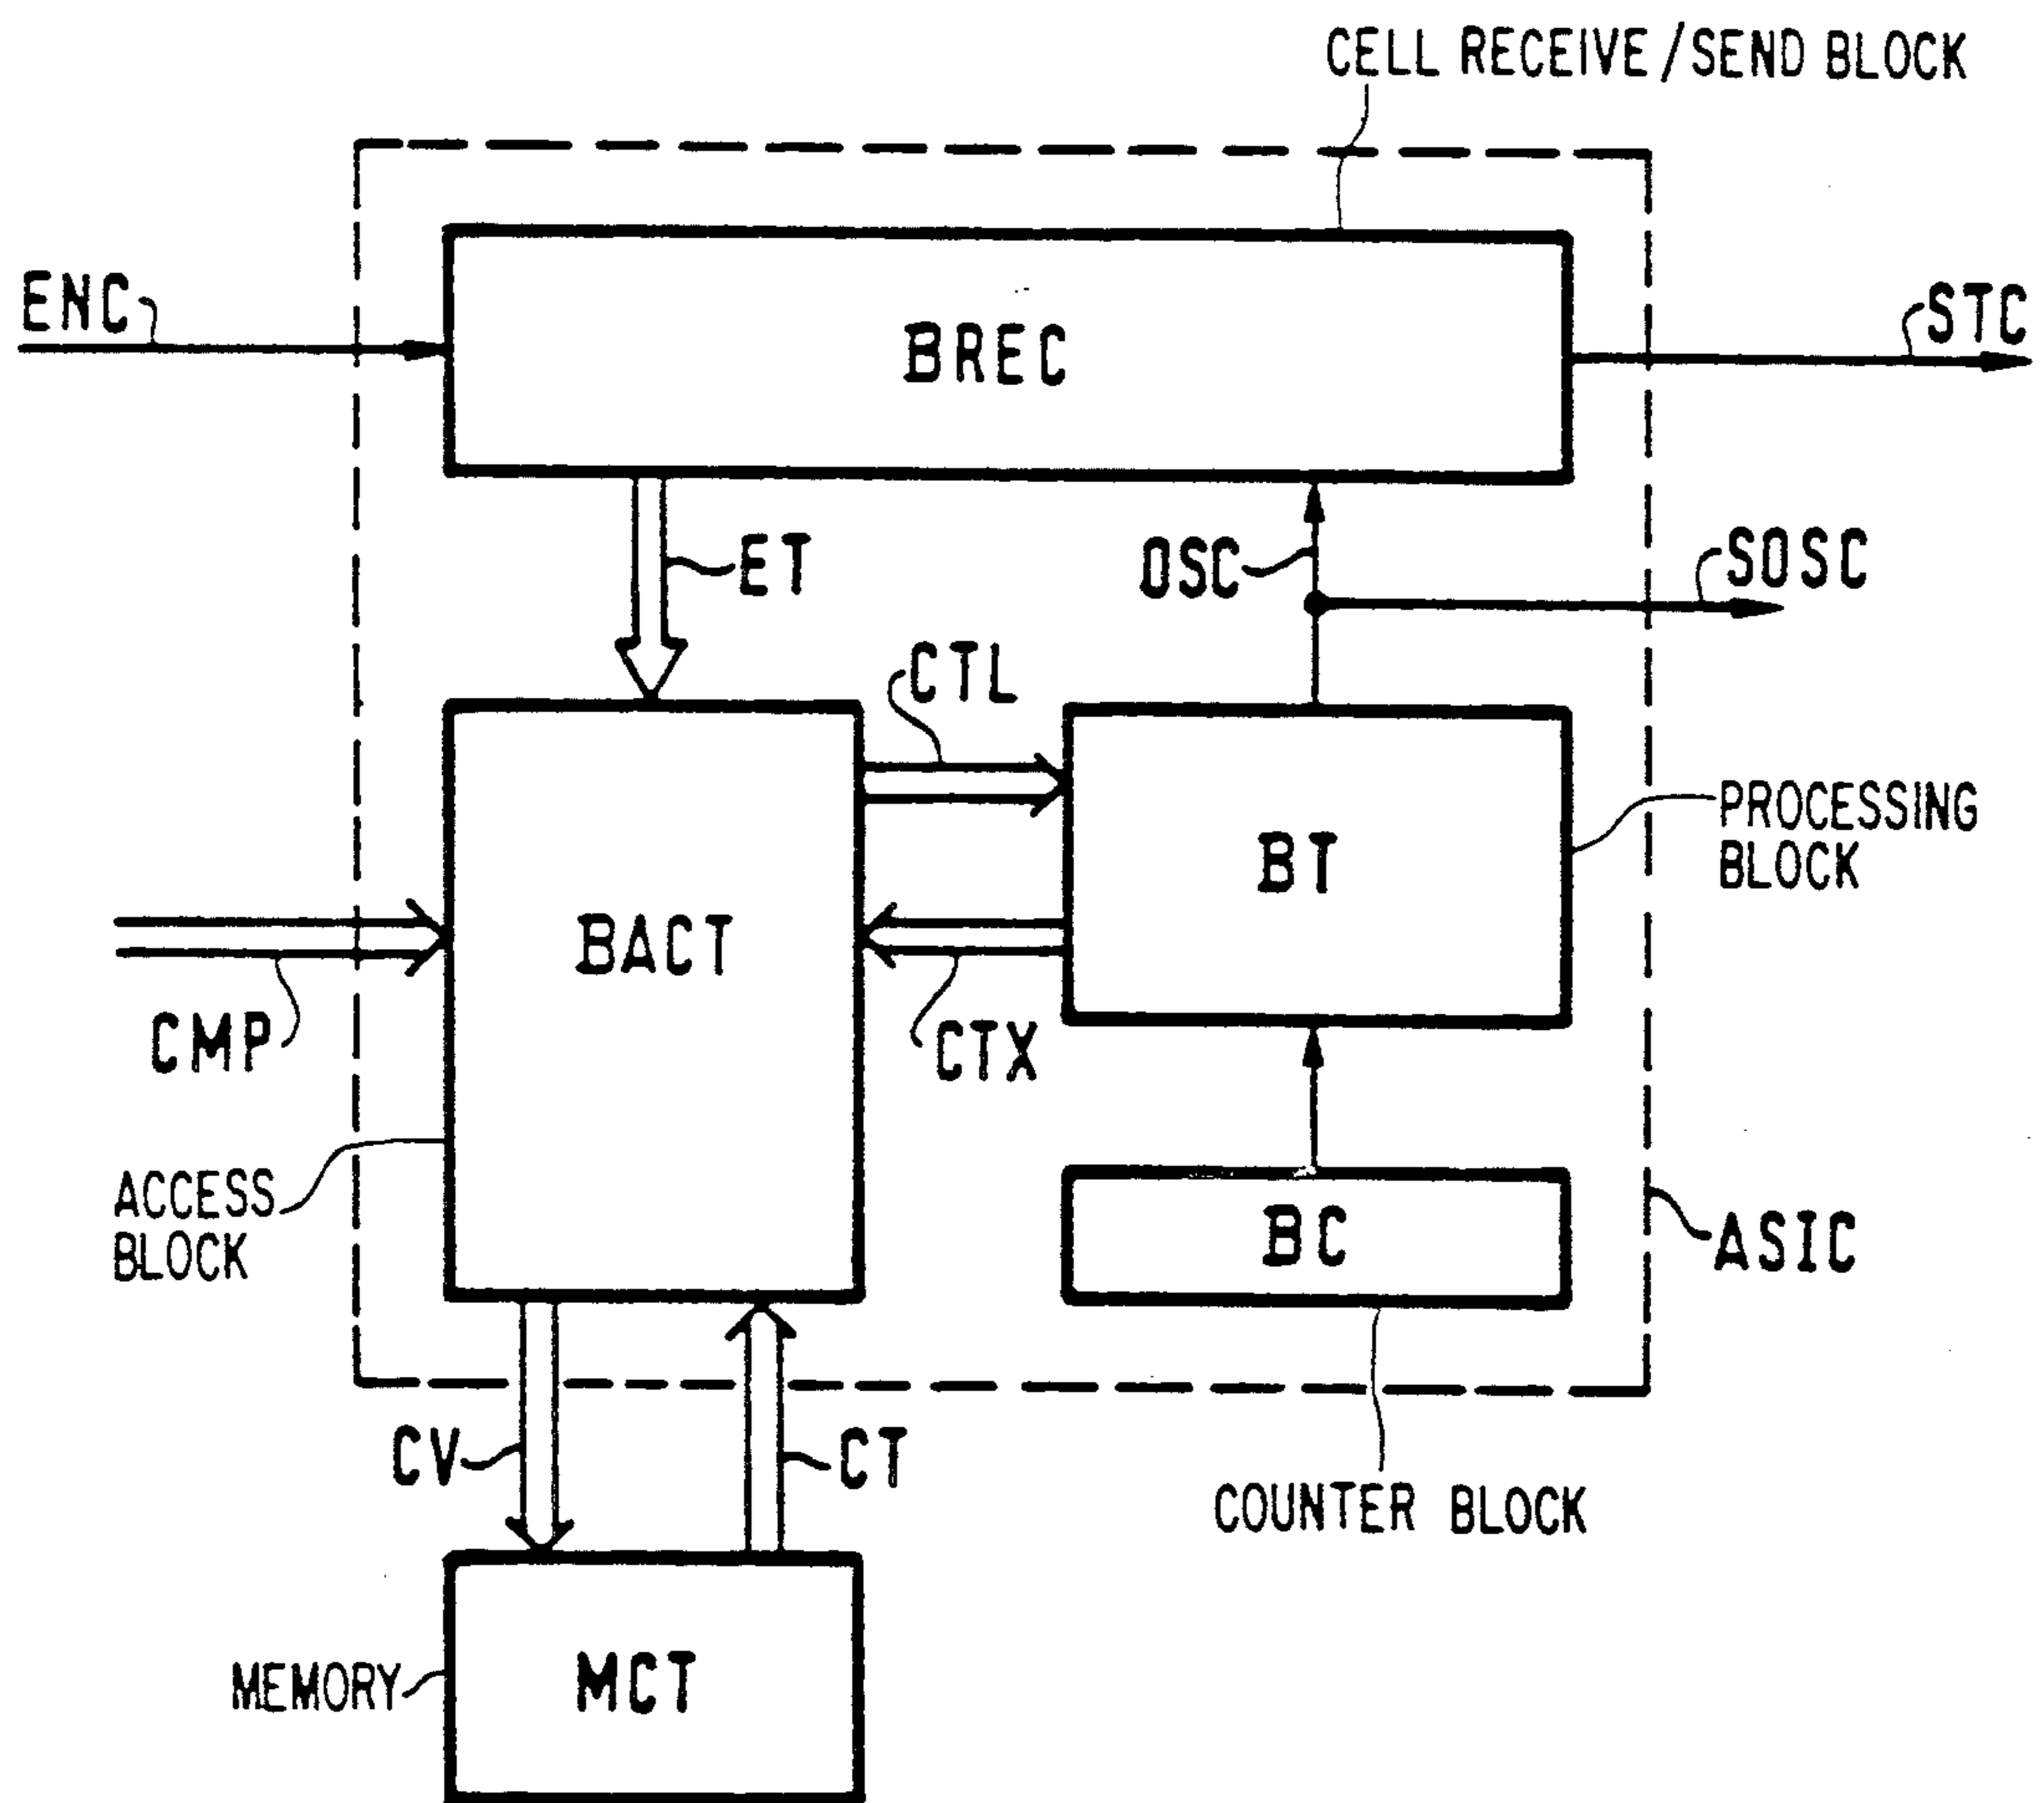 CELL RECEIVE/SEND BLOCK
ENC
BREC
STC
ET
OSC
SOSC
CTL
BT
PROCESSING
BLOCK
BACT
CMP
CTX
ACCESS
BLOCK
BC
ASIC
CV
CT
COUNTER BLOCK
MEMORY
MCT